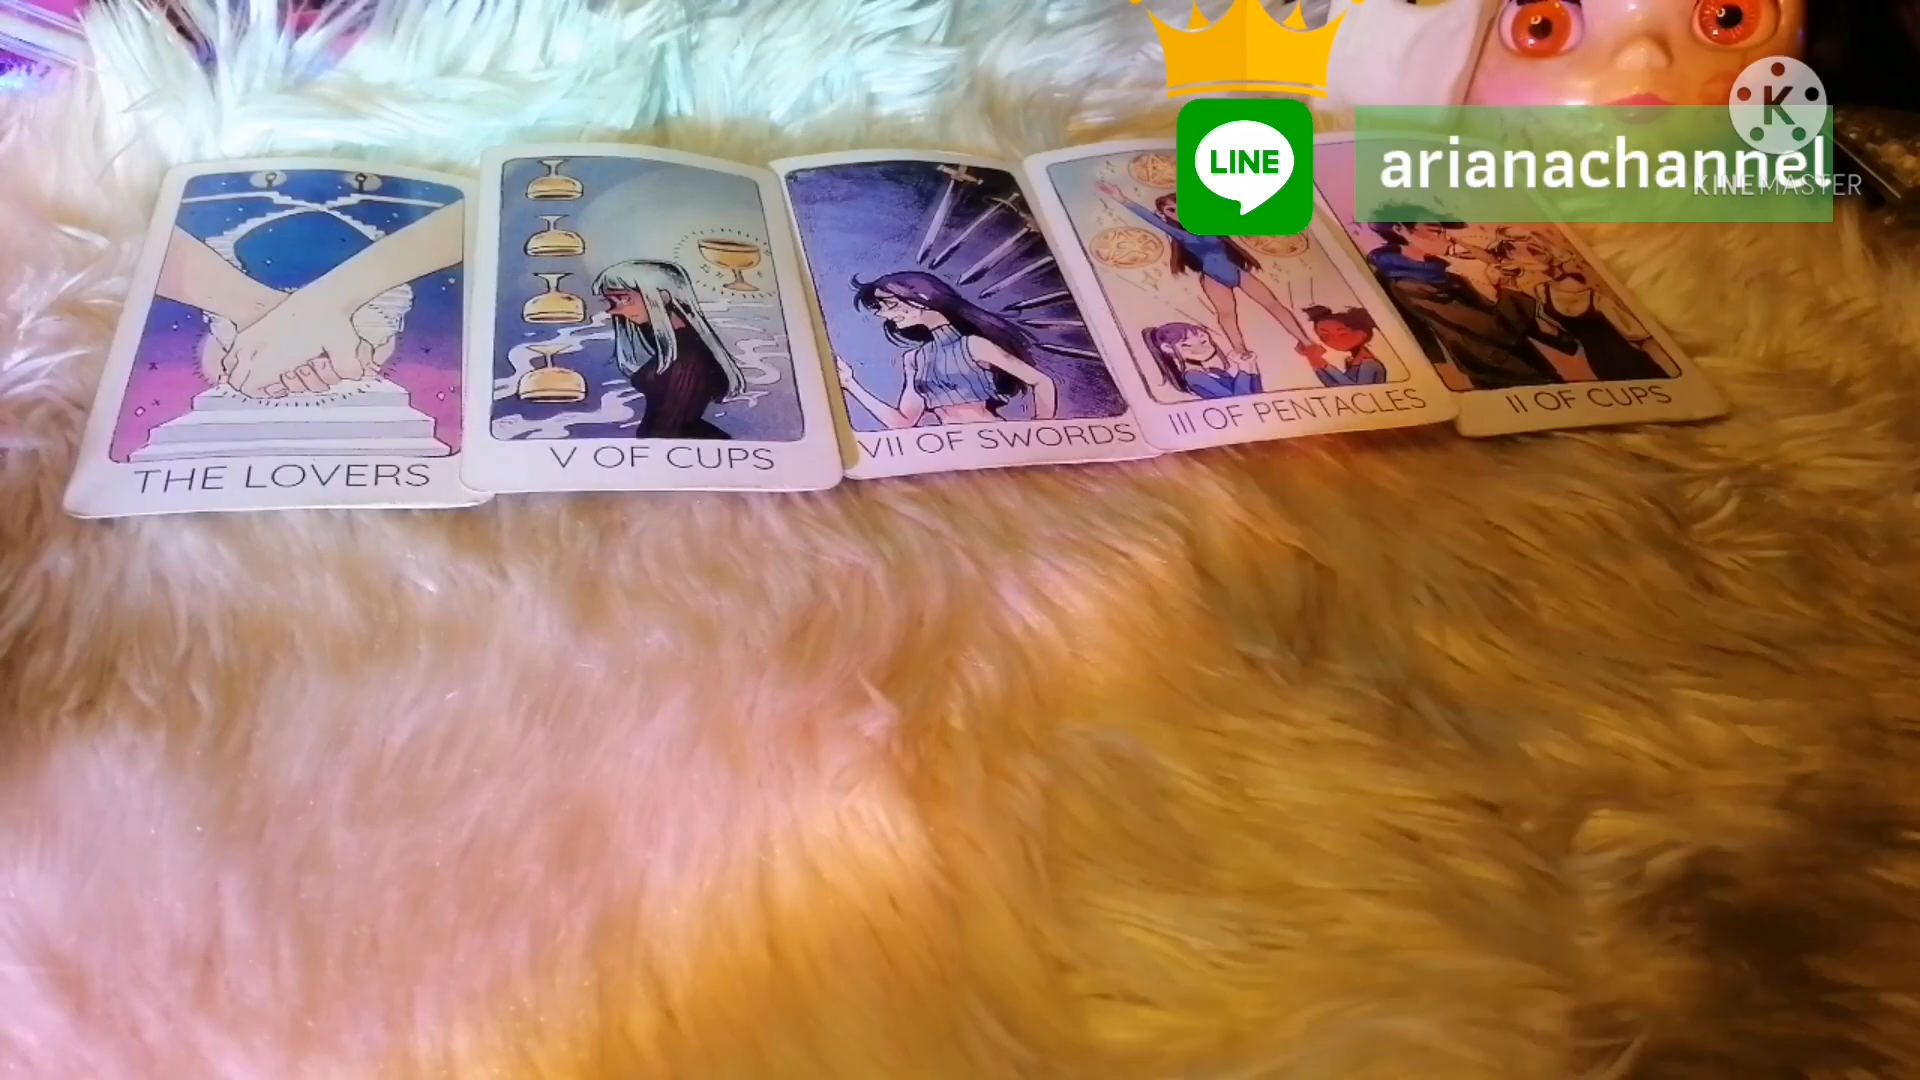 LINE
arianachannel
K
KINEMASTER
THE LOVERS
V OF CUPS
VII OF SWORDS
III OF PENTACLES
II OF CUPS